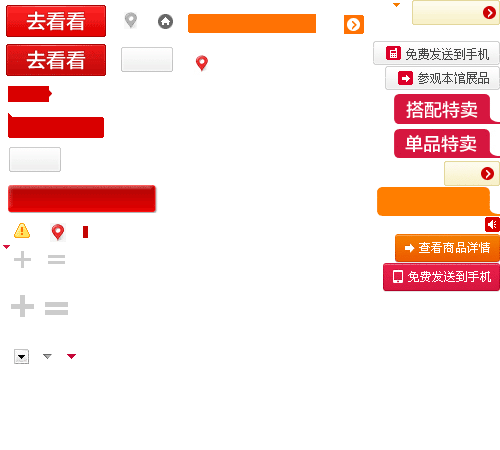 去看看
去看看
免费发送到手机
参观本馆展品
搭配特卖
单品特卖
查看商品详情
免费发送到手机